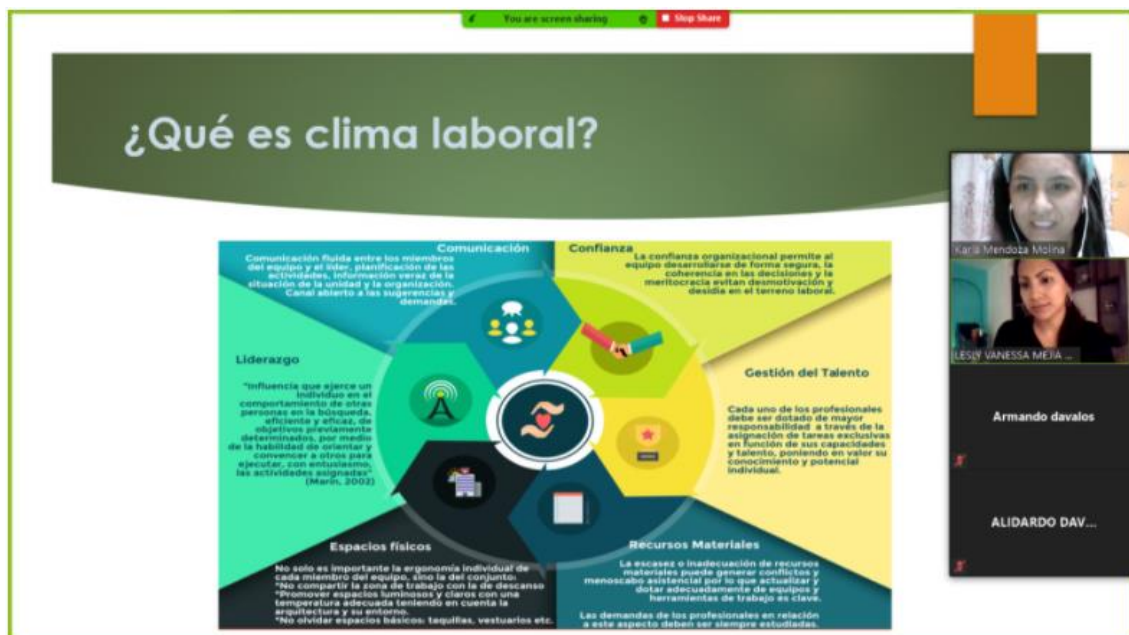 You are screen sharing
Stop Share
¿Qué es clima laboral?
Comunicación
Comunicación fluida entre los miembros
del equipo y el líder, planificación de las
actividades, información veraz de la
situación de la unidad y la organización.
Canal abierto a las sugerencias y
demandas.
Confianza
La confianza organizacional permite al
equipo desarrollarse de forma segura, la
coherencia en las decisiones y la
meritocracia evitan desmotivación y
desidia en el terreno laboral.
Liderazgo
"Influencia que ejerce un
individuo en el
comportamiento de otras
personas en la búsqueda,
eficiente y eficaz, de
objetivos previamente
determinados, por medio
de la habilidad de orientar y
convencer a otros para
ejecutar, con entusiasmo,
las actividades asignadas"
(Marín, 2002)
Gestión del Talento
Cada uno de los profesionales
debe ser dotado de mayor
responsabilidad a través de la
asignación de tareas exclusivas
en función de sus capacidades
y talento, poniendo en valor su
conocimiento y potencial
individual.
Espacios físicos
No solo es importante la ergonomía individual de
cada miembro del equipo, sino la del conjunto:
*No compartir la zona de trabajo con la de descanso
*Promover espacios luminosos y claros con una
temperatura adecuada teniendo en cuenta la
arquitectura y su entorno.
*No olvidar espacios básicos: taquillas, vestuarios etc.
Recursos Materiales
La escasez o inadecuación de recursos
materiales puede generar conflictos y
menoscabo asistencial por lo que actualizar y
dotar adecuadamente de equipos y
herramientas de trabajo es clave.
Las demandas de los profesionales en relación
a este aspecto deben ser siempre estudiadas.
Karla Mendoza Molina
LESLY VANESSA MEJIA ...
Armando davalos
ALIDARDO DAV...